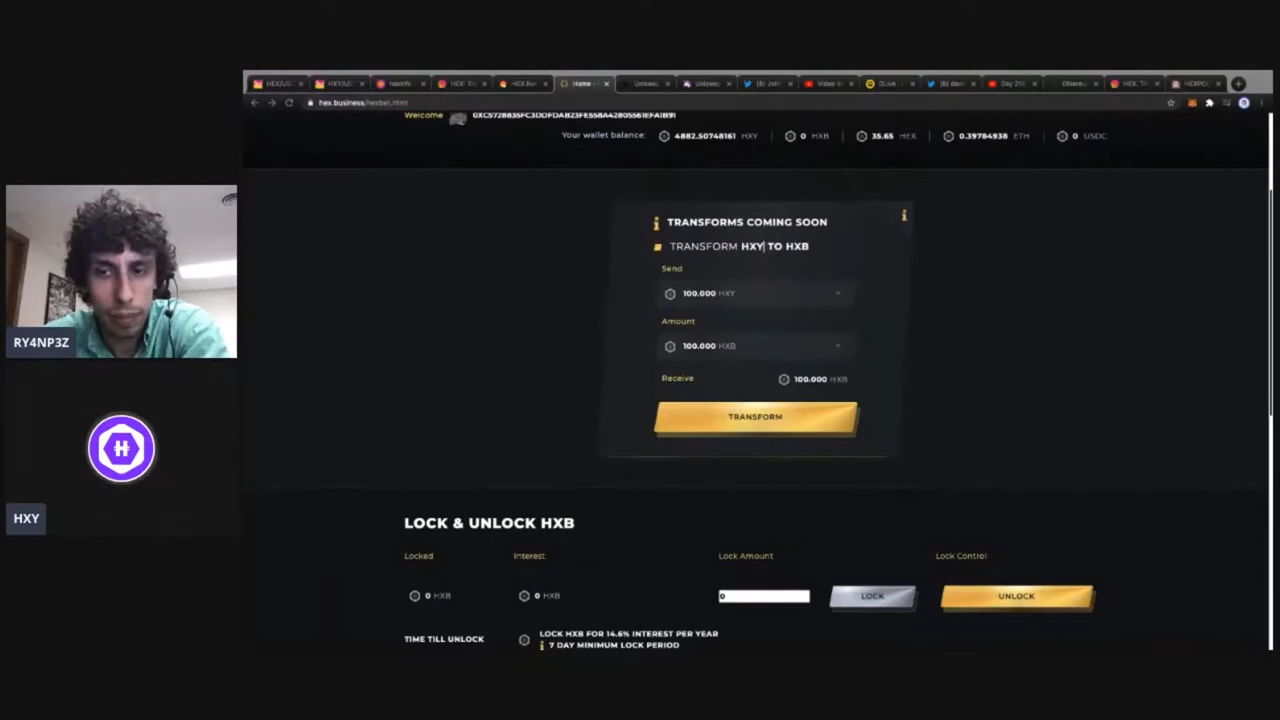 hex.business/hexbet.html
Welcome
Your wallet balance: 4882.50748161 HXY 0 HXB 35.65 HEX 0.39784938 ETH 0 USDC
TRANSFORMS COMING SOON
TRANSFORM HXY TO HXB
Send
100.000 HXY
Amount
100.000 HXB
Receive 100.000 HXB
TRANSFORM
RY4NP3Z
HXY
LOCK & UNLOCK HXB
Locked Interest Lock Amount Lock Control
0 HXB 0 HXB 0 LOCK UNLOCK
TIME TILL UNLOCK
LOCK HXB FOR 14.6% INTEREST PER YEAR
7 DAY MINIMUM LOCK PERIOD